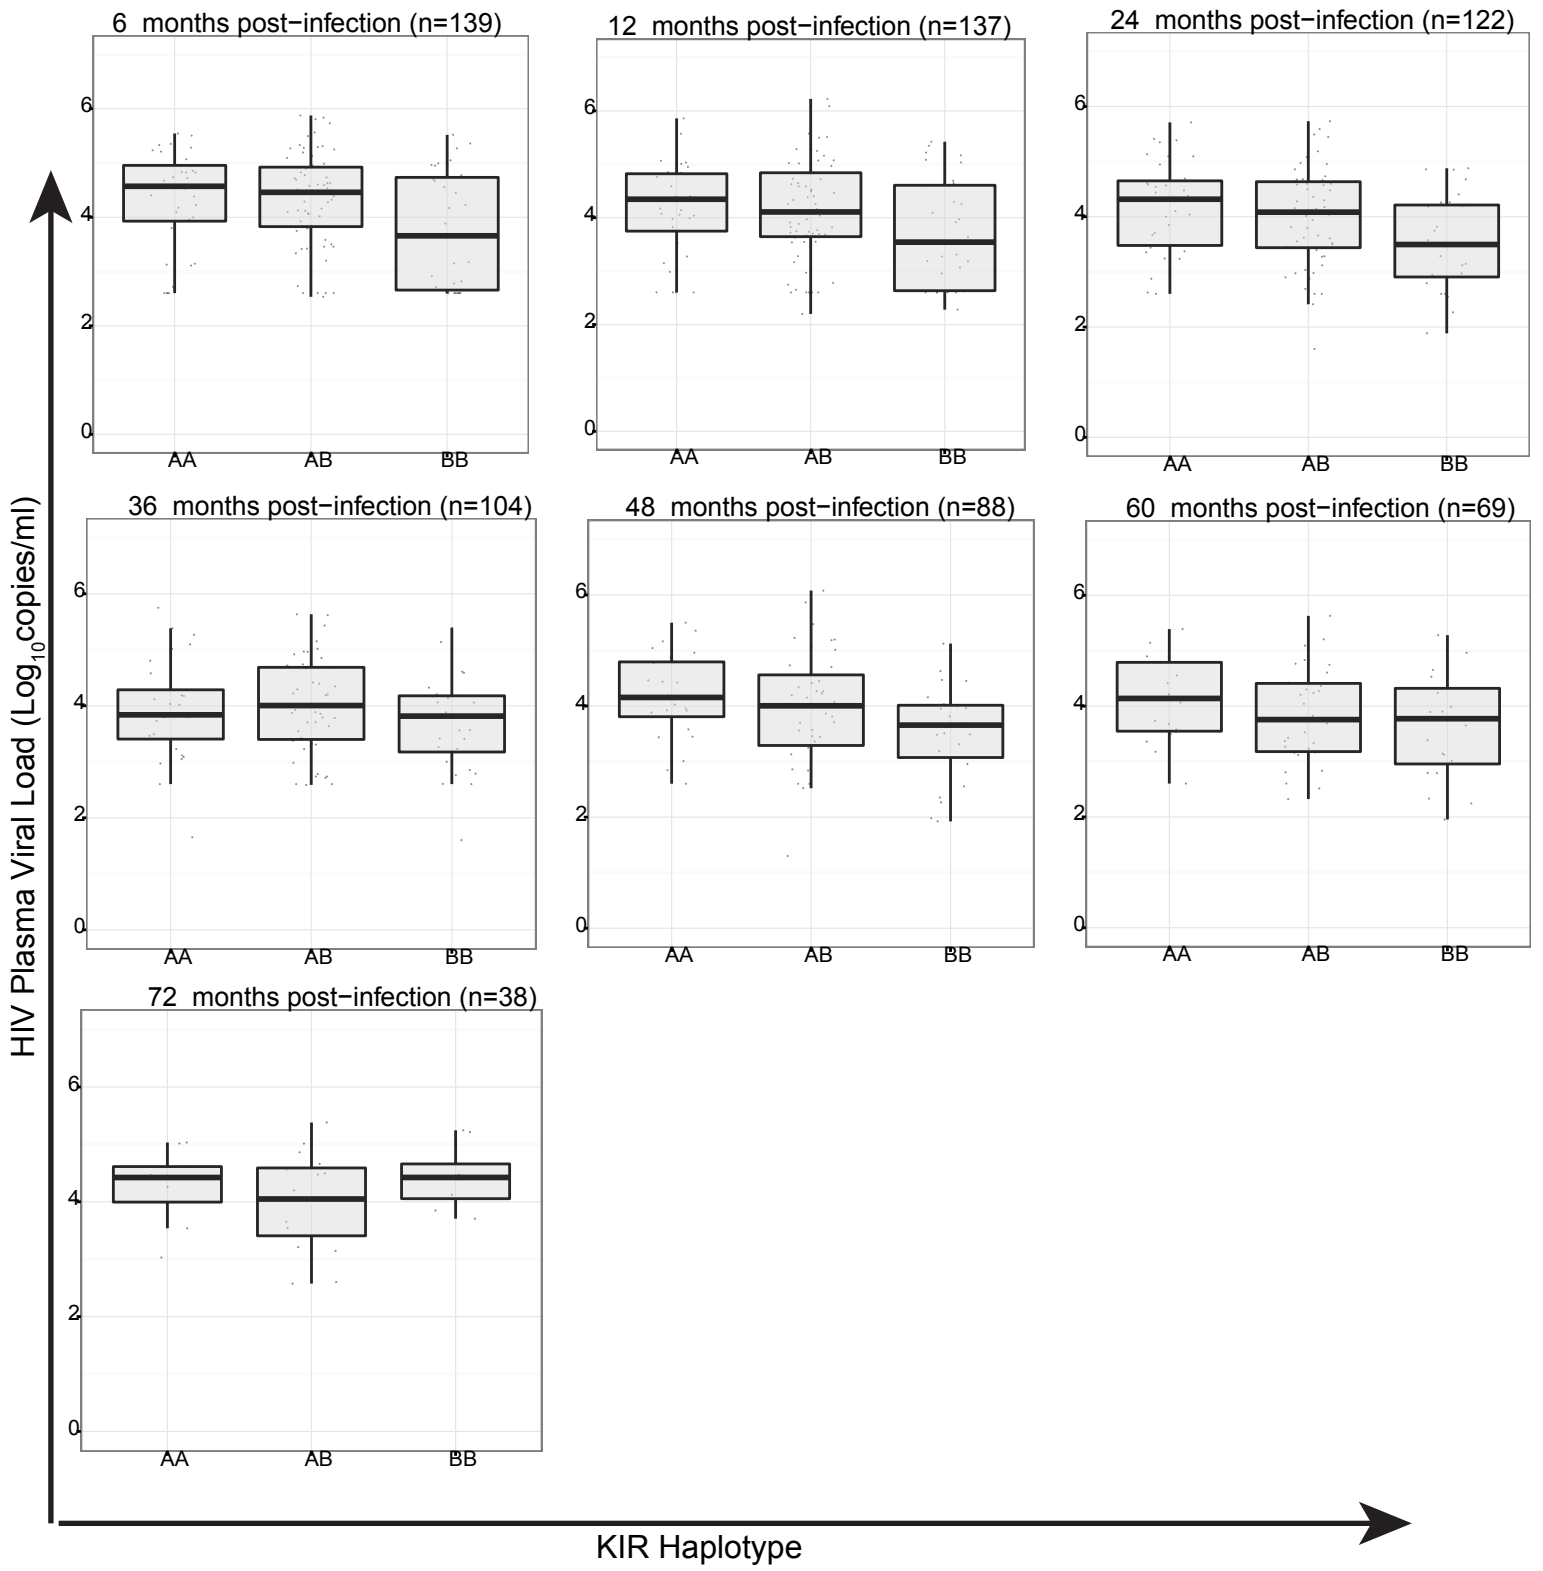 6 months post−infection (n=139)
12 months post−infection (n=137)
24 months post−infection (n=122)
6
4
2
0
AA AB BB
6
4
2
0
AA AB BB
6
4
2
0
AA AB BB
36 months post−infection (n=104)
48 months post−infection (n=88)
60 months post−infection (n=69)
6
4
2
0
AA AB BB
6
4
2
0
AA AB BB
6
4
2
0
AA AB BB
72 months post−infection (n=38)
6
4
2
0
AA AB BB
HIV Plasma Viral Load (Log10copies/ml)
KIR Haplotype